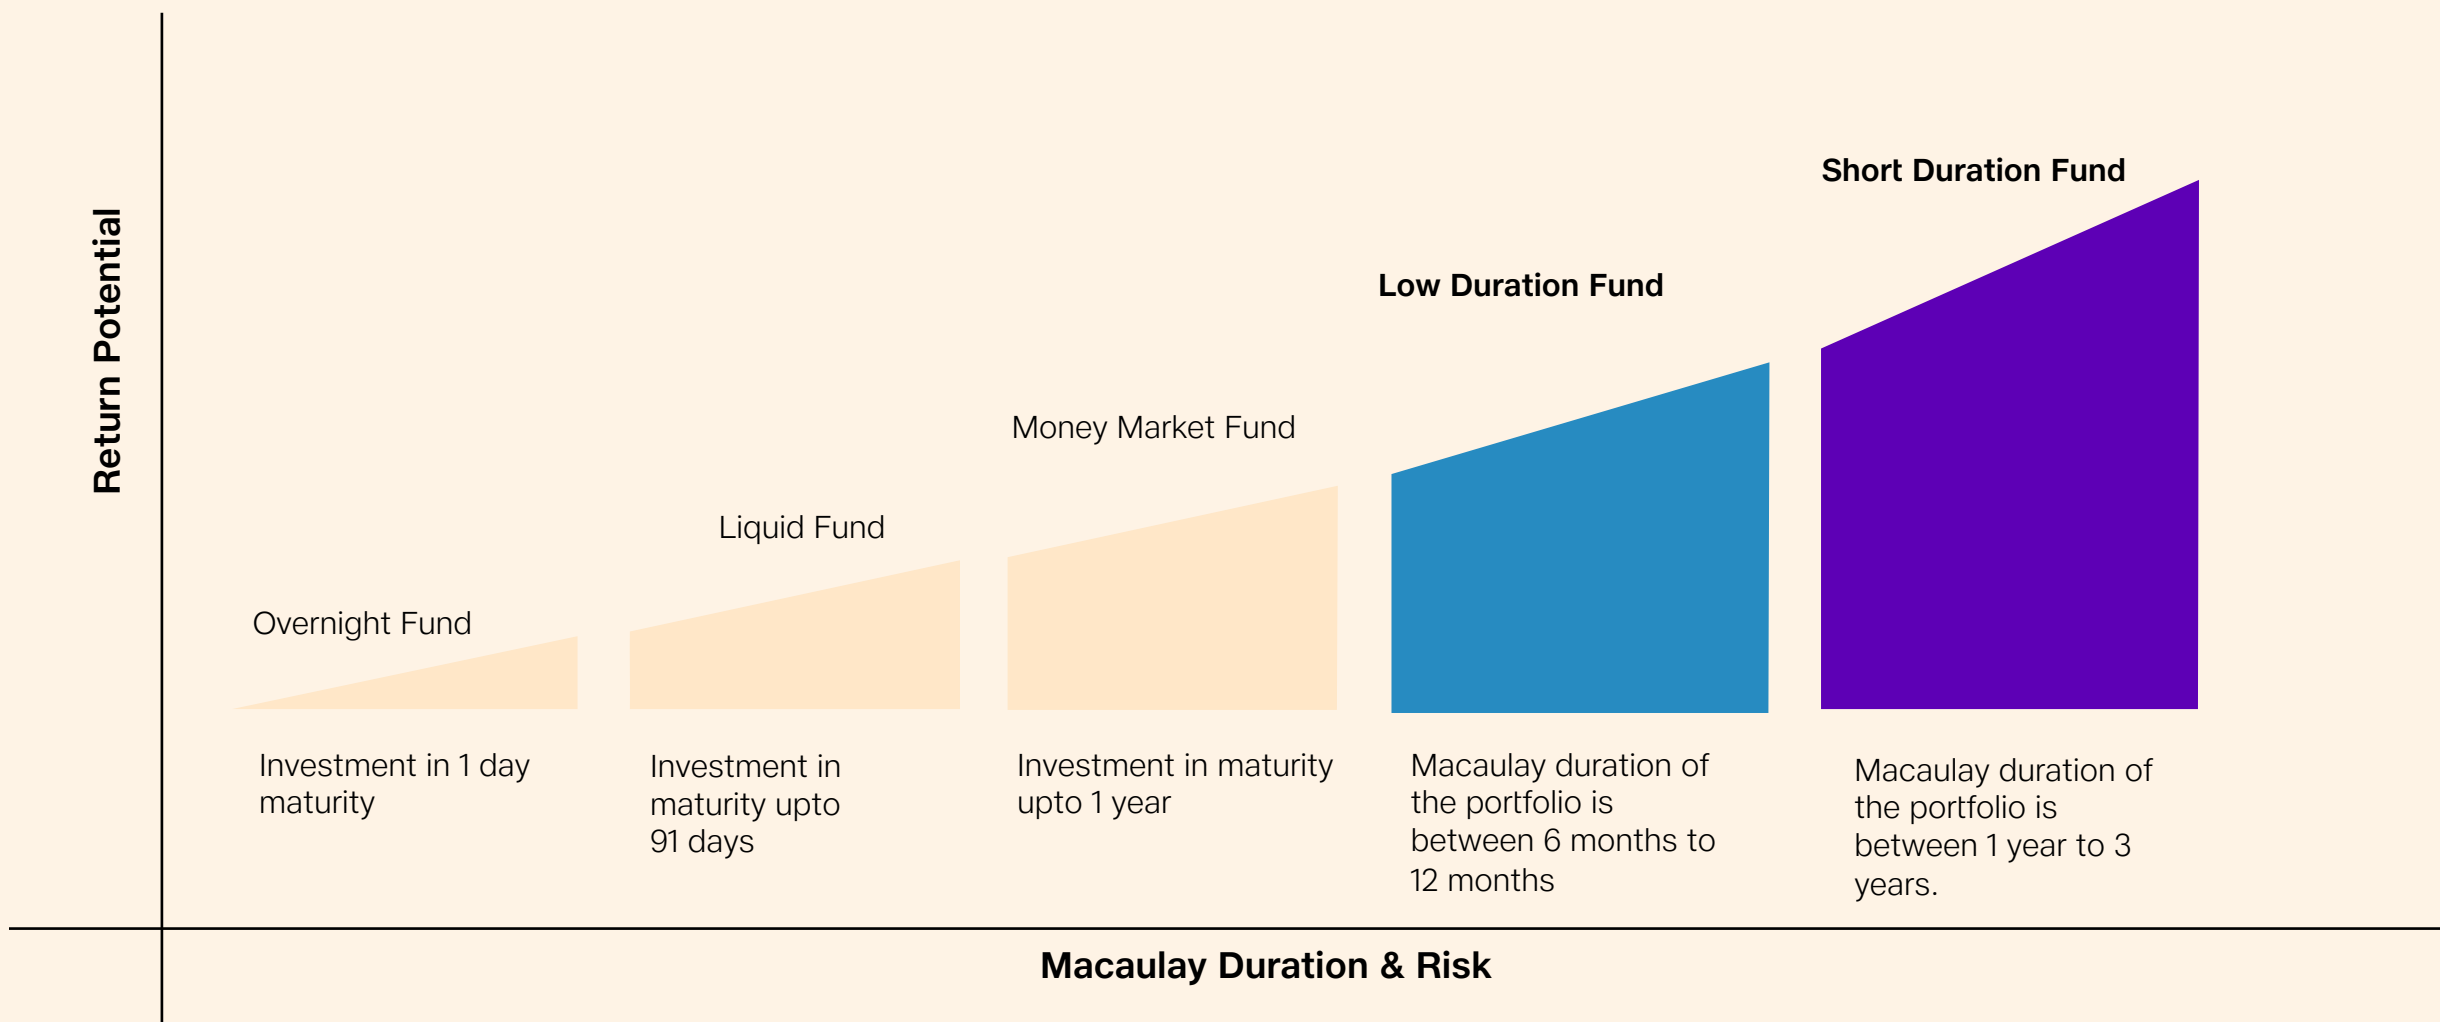 Return Potential
Short Duration Fund
Low Duration Fund
Money Market Fund
Liquid Fund
Overnight Fund
Investment in 1 day
maturity
Investment in
maturity upto
91 days
Investment in maturity
upto 1 year
Macaulay duration of
the portfolio is
between 6 months to
12 months
Macaulay duration of
the portfolio is
between 1 year to 3
years.
Macaulay Duration & Risk